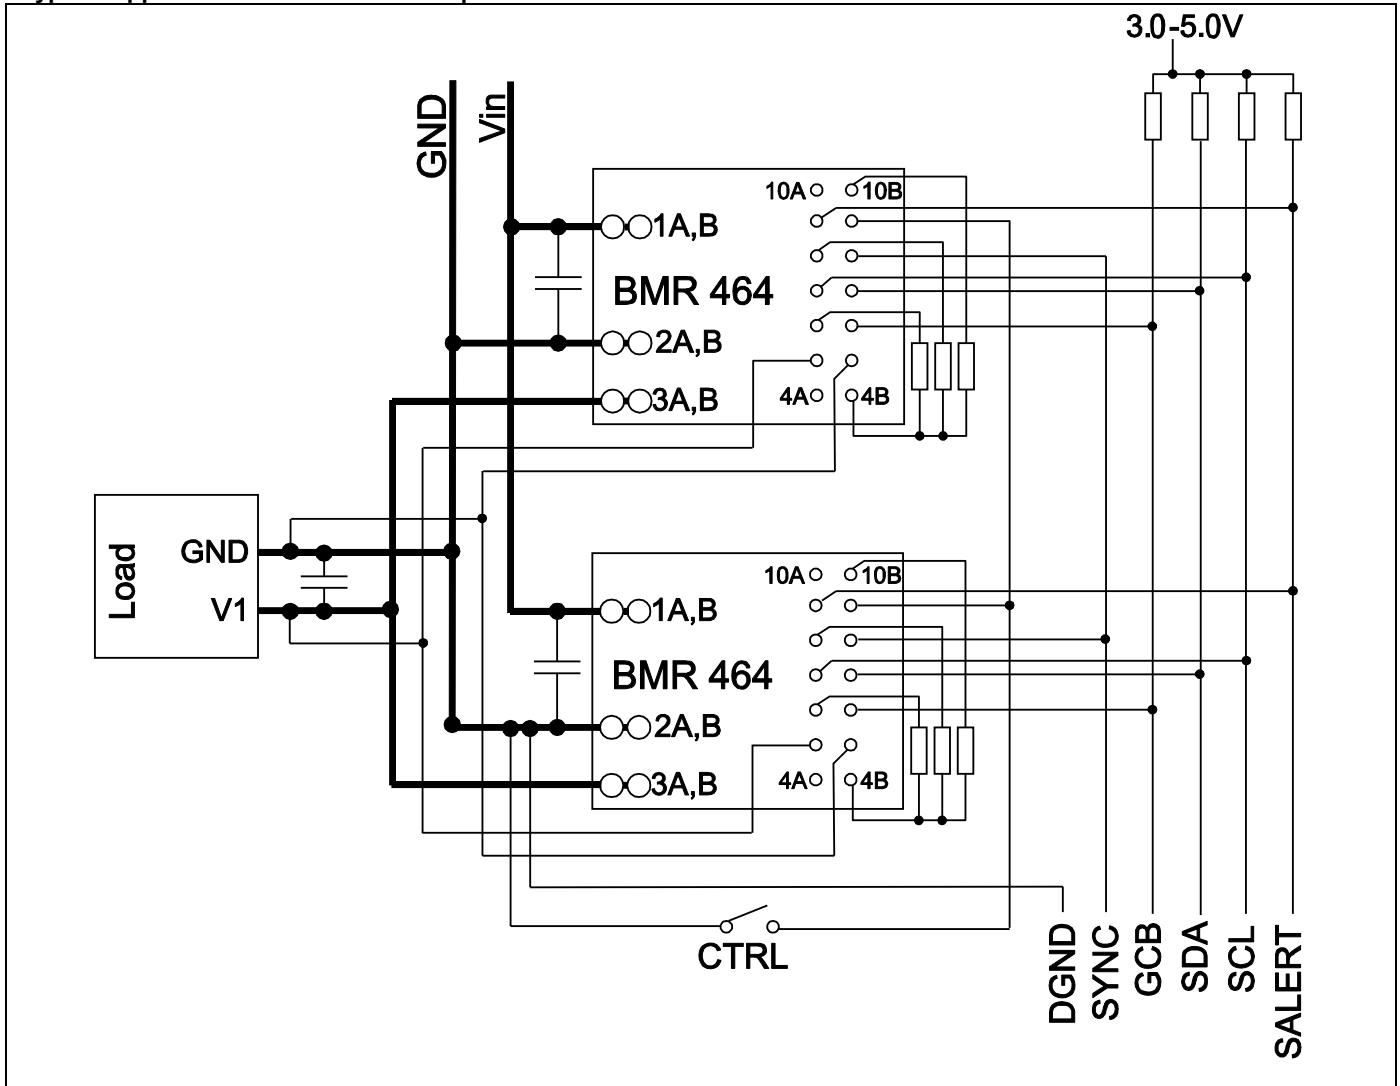 3.0-5.0V
GND
Vin
10A
10B
1A,B
BMR 464
2A,B
3A,B
4A
4B
Load
GND
V1
10A
10B
1A,B
BMR 464
2A,B
3A,B
4A
4B
CTRL
DGND
SYNC
GCB
SDA
SCL
SALERT